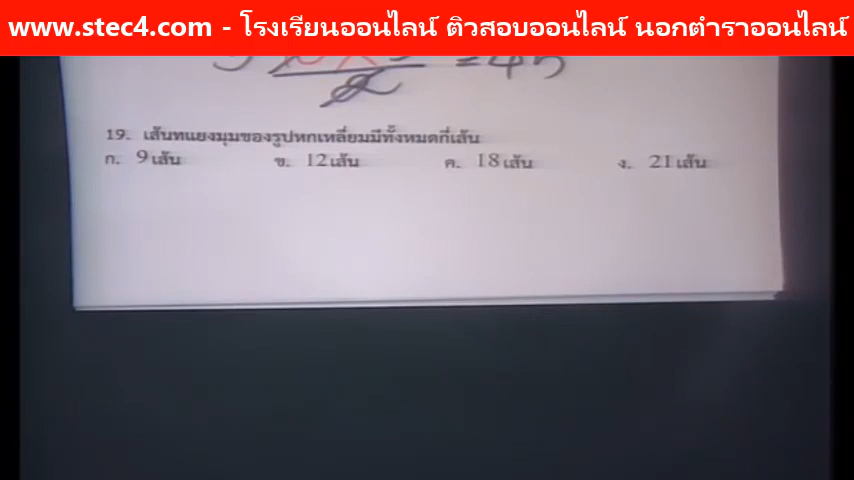 www.stec4.com - โรงเรียนออนไลน์ ติวสอบออนไลน์ นอกตำราออนไลน์
19. เส้นทแยงมุมของรูปหกเหลี่ยมมีทั้งหมดกี่เส้น
ก. 9 เส้น ข. 12 เส้น ค. 18 เส้น ง. 21 เส้น